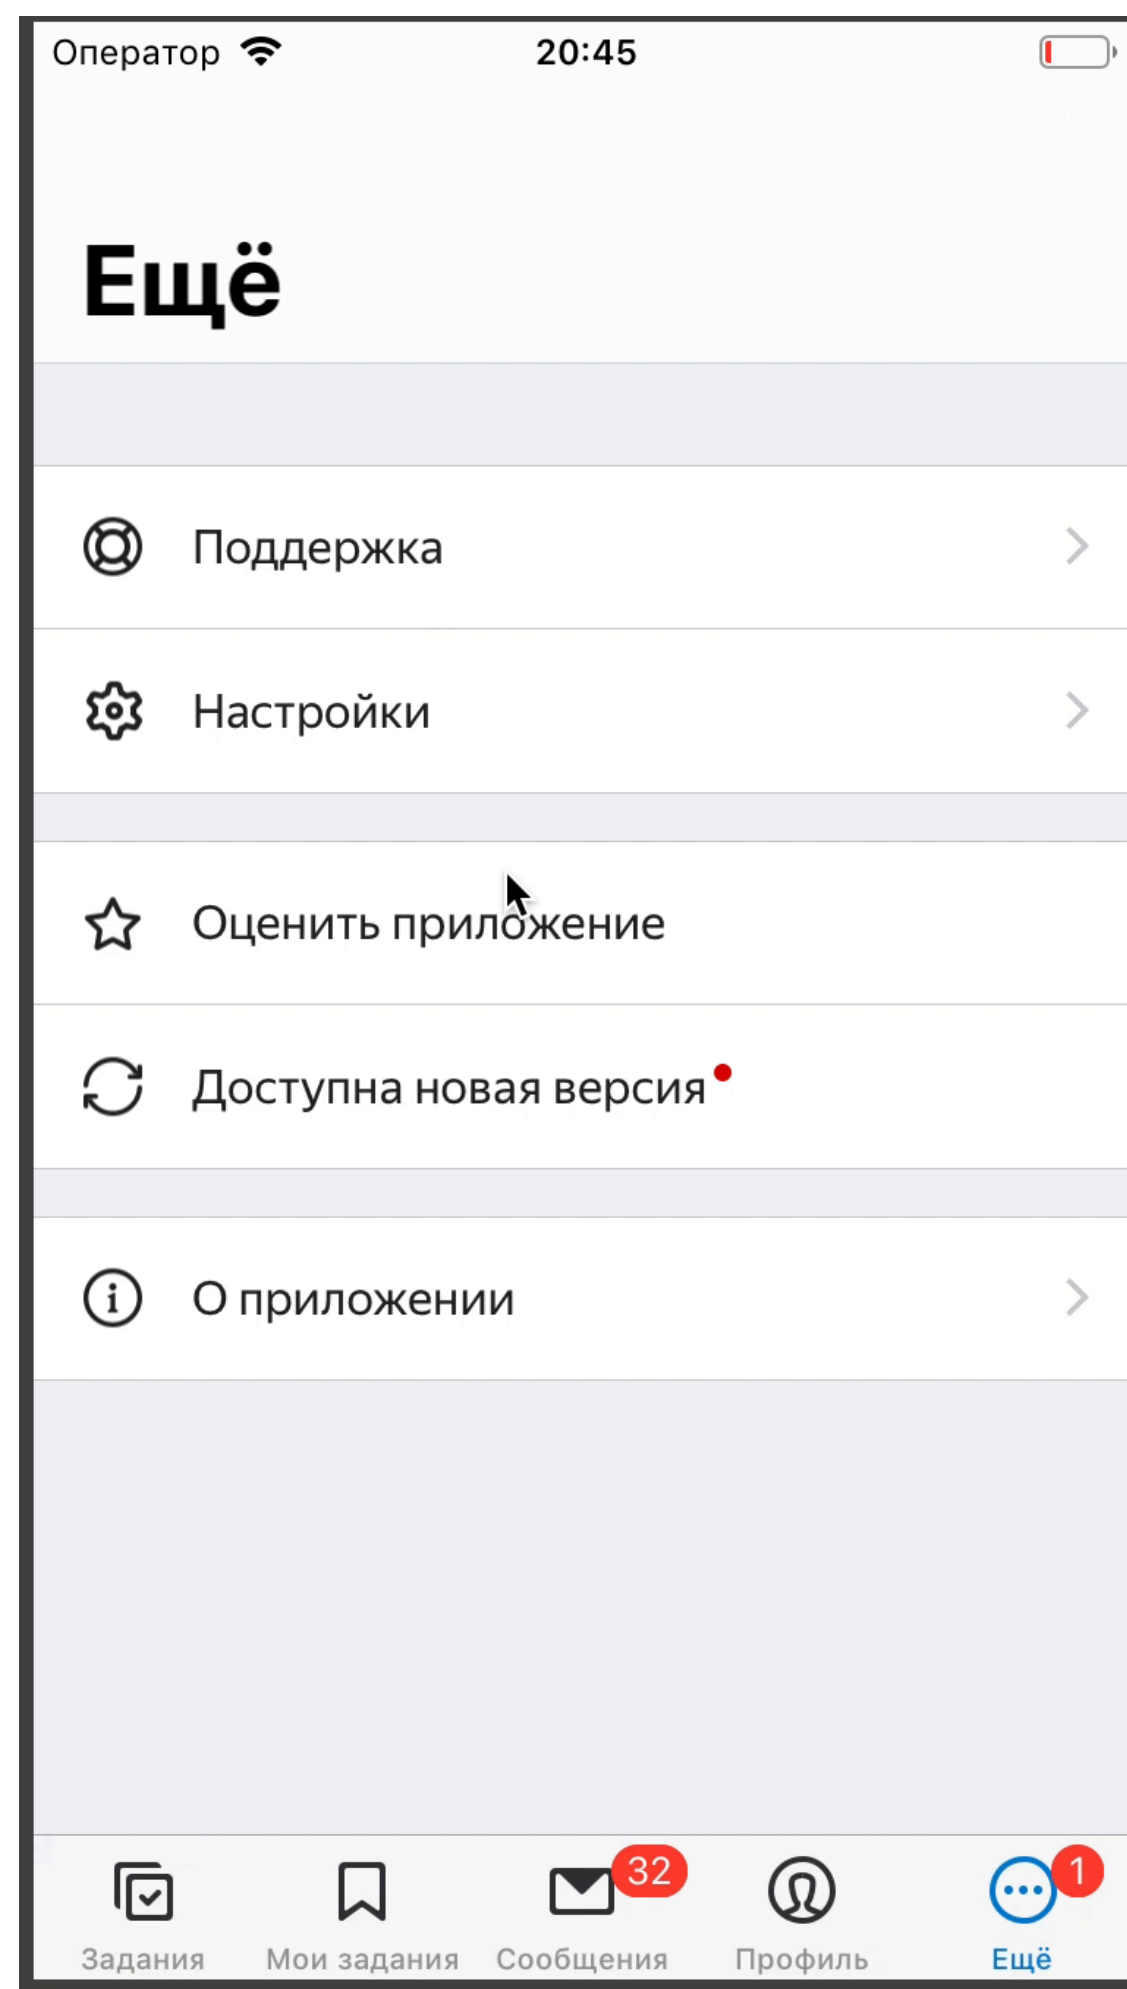 Оператор 20:45
Ещё
Поддержка
Настройки
Оценить приложение
Доступна новая версия
О приложении
32 1
Задания Мои задания Сообщения Профиль Ещё